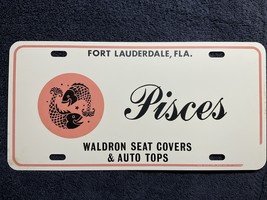 FORT LAUDERDALE, FLA.
Pisces
WALDRON SEAT COVERS
& AUTO TOPS